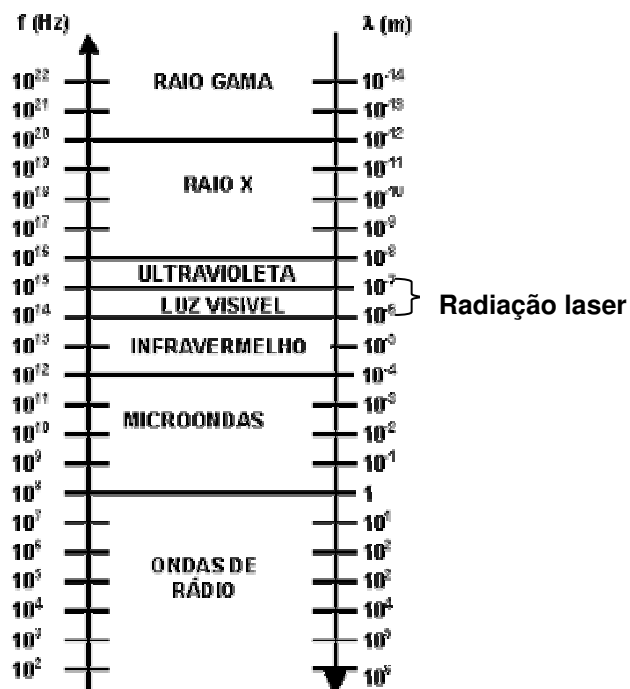 f (Hz) λ (m)
10²² RAIO GAMA 10⁻¹⁴
10²¹ 10⁻¹³
10²⁰ 10⁻¹²
10¹⁹ 10⁻¹¹
RAIO X
10¹⁸ 10⁻¹⁰
10¹⁷ 10⁻⁹
10¹⁶ 10⁻⁸
ULTRAVIOLETA
10¹⁵ 10⁻⁷
LUZ VISIVEL Radiação laser
10¹⁴ 10⁻⁶
10¹³ INFRAVERMELHO 10⁻⁵
10¹² 10⁻⁴
10¹¹ 10⁻³
MICROONDAS
10¹⁰ 10⁻²
10⁹ 10⁻¹
10⁸ 1
10⁷ 10¹
10⁶ 10²
ONDAS DE
10⁵
RÁDIO
10⁴ 10⁴
10³
10²